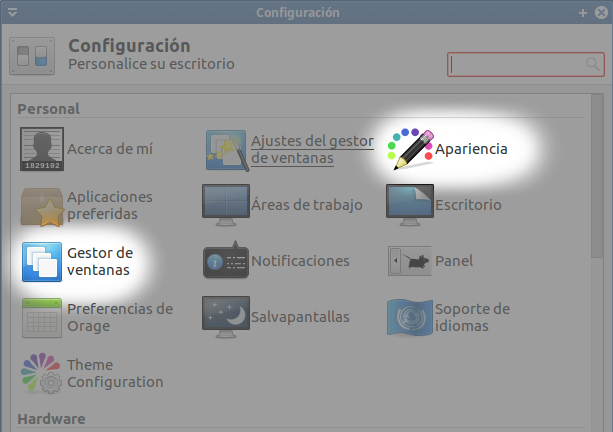 Configuración
Configuración
Personalice su escritorio
Personal
Acerca de mí
Ajustes del gestor
de ventanas
Apariencia
Aplicaciones
preferidas
Áreas de trabajo
Escritorio
Gestor de
ventanas
Notificaciones
Panel
Preferencias de
Orage
Salvapantallas
Soporte de
idiomas
Theme
Configuration
Hardware
1829102